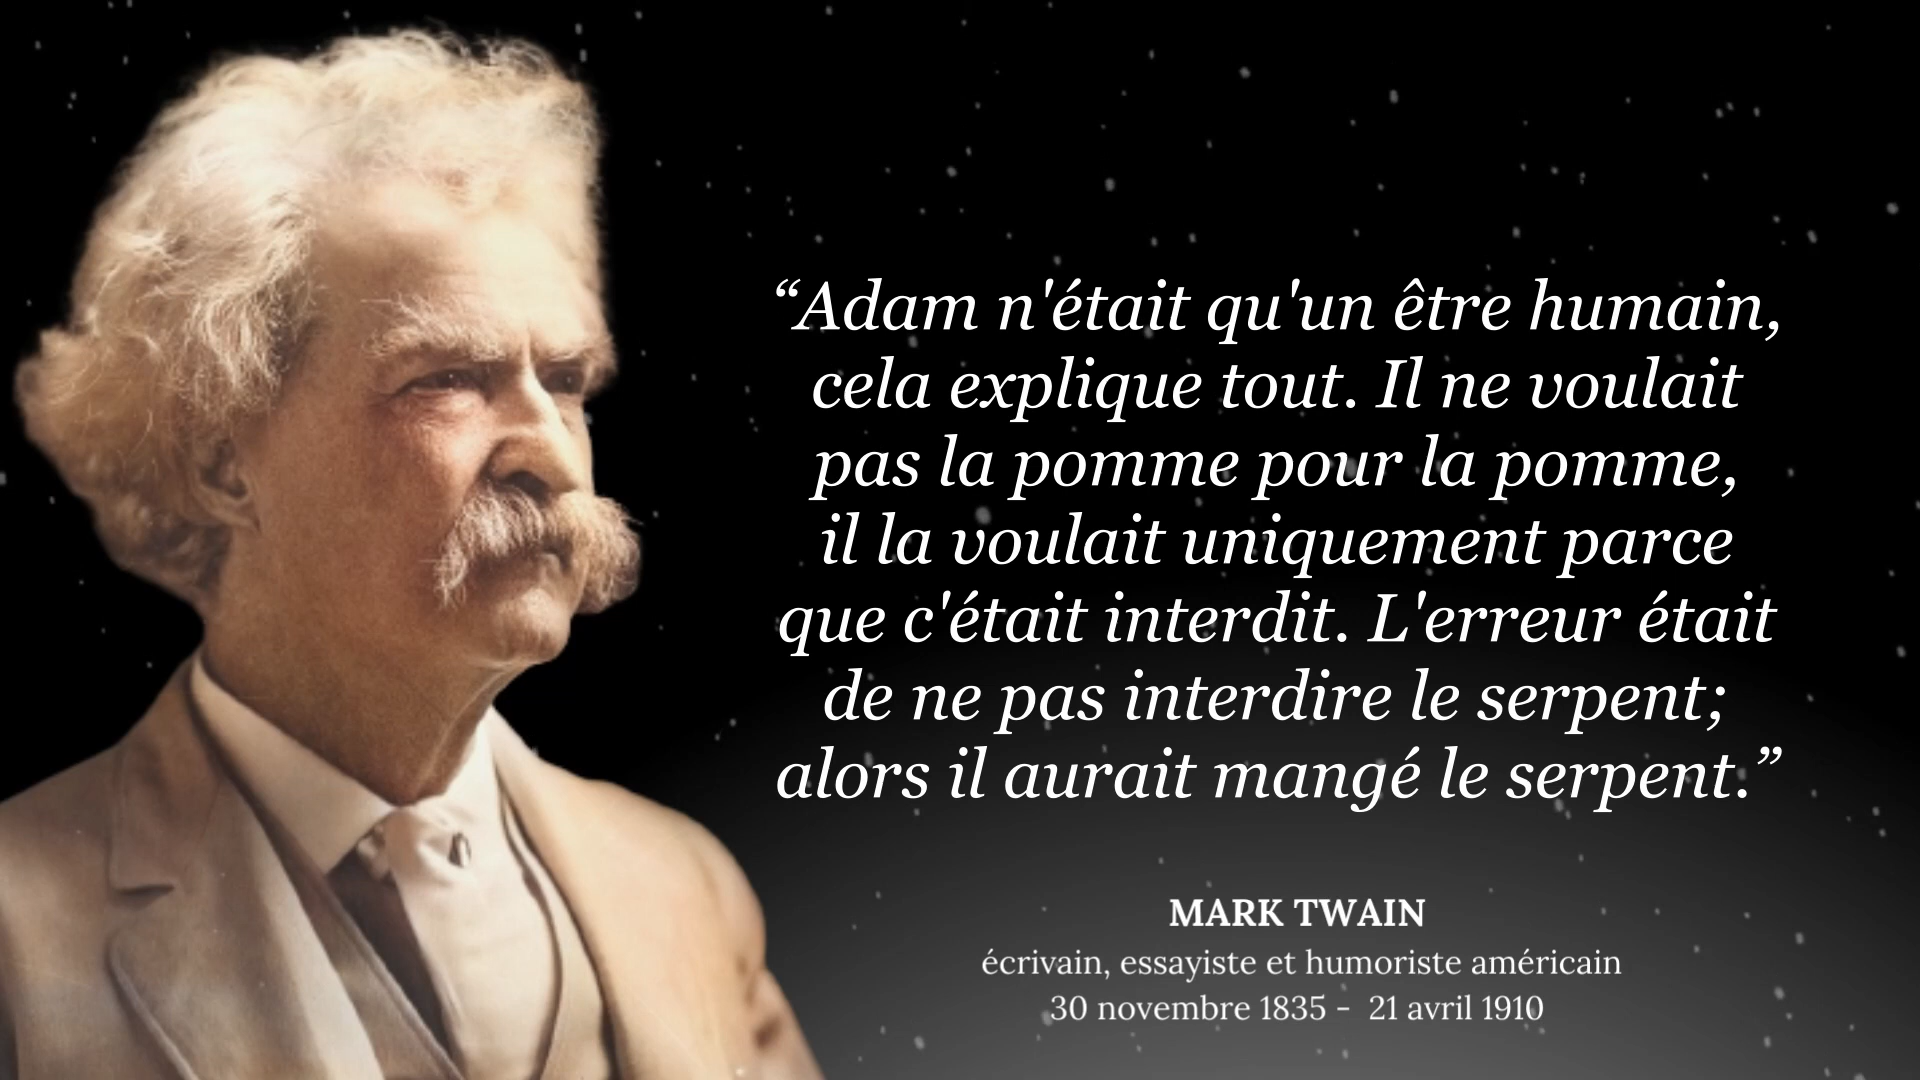 “Adam n'était qu'un être humain,
cela explique tout. Il ne voulait
pas la pomme pour la pomme,
il la voulait uniquement parce
que c'était interdit. L'erreur était
de ne pas interdire le serpent;
alors il aurait mangé le serpent.”
MARK TWAIN
écrivain, essayiste et humoriste américain
30 novembre 1835 - 21 avril 1910